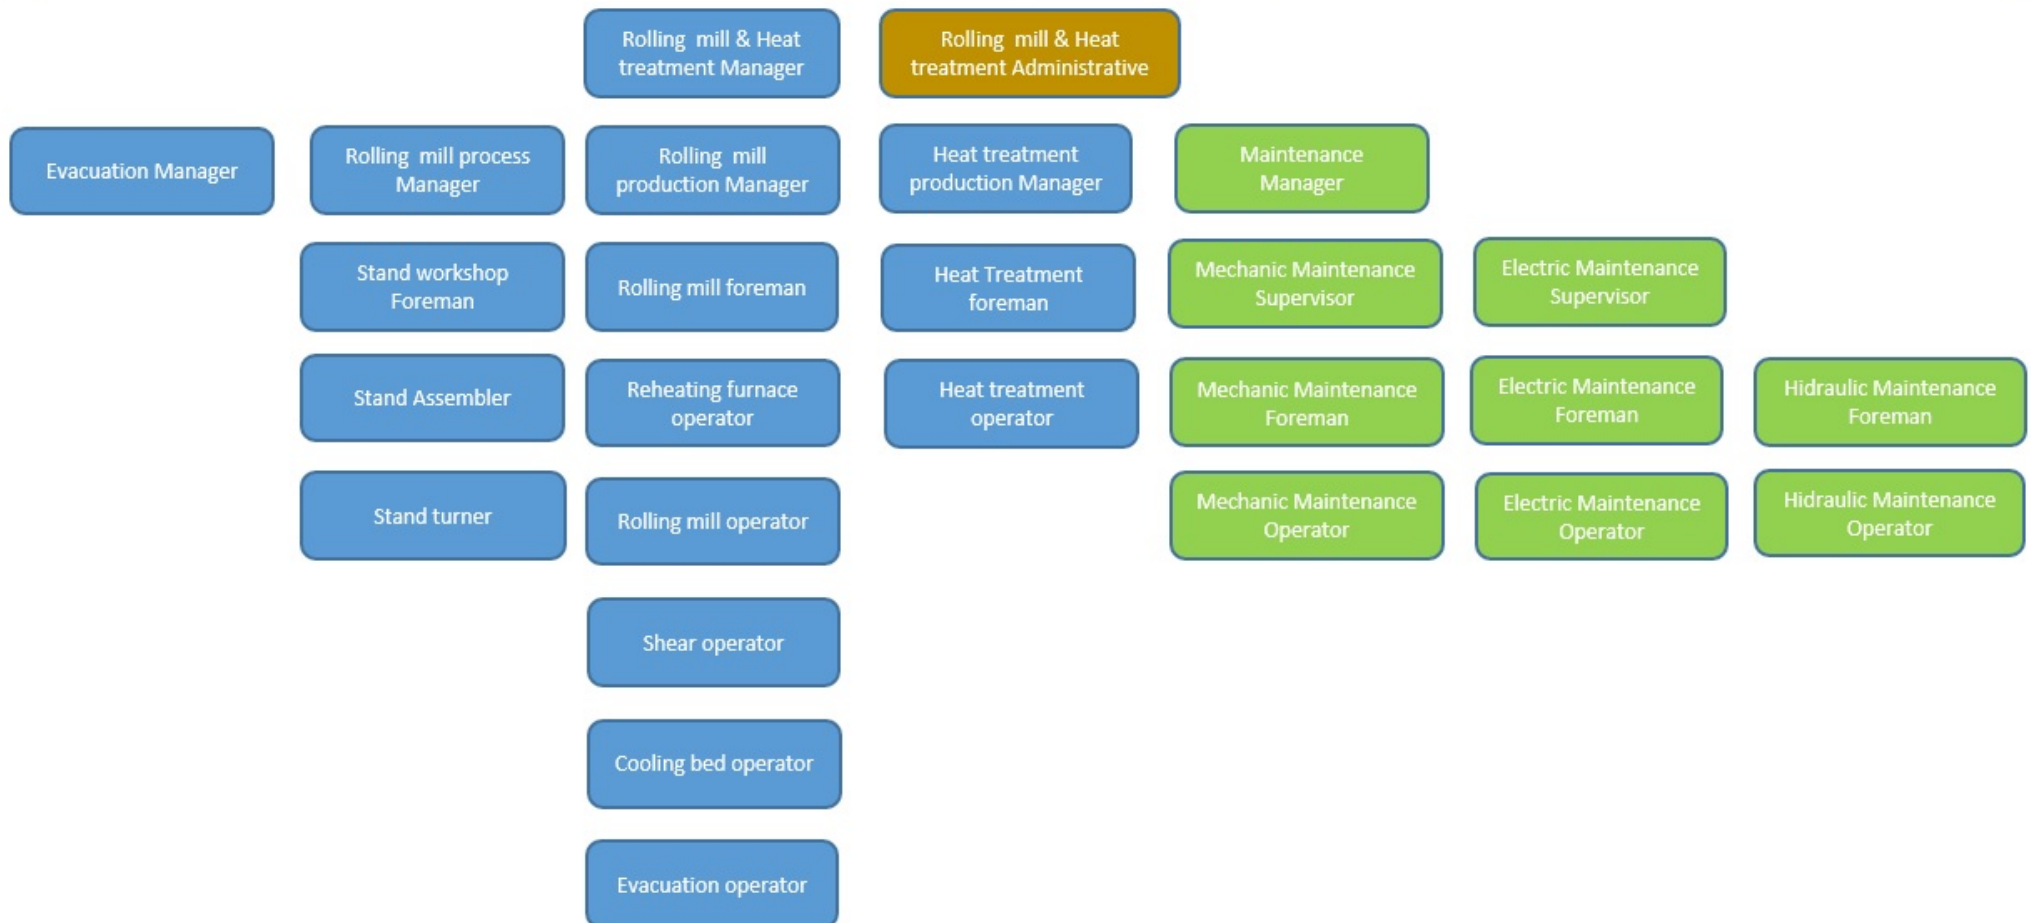 Rolling mill & Heat
treatment Manager
Rolling mill & Heat
treatment Administrative
Evacuation Manager
Rolling mill process
Manager
Rolling mill
production Manager
Heat treatment
production Manager
Maintenance
Manager
Stand workshop
Foreman
Rolling mill foreman
Heat Treatment
foreman
Mechanic Maintenance
Supervisor
Electric Maintenance
Supervisor
Stand Assembler
Reheating furnace
operator
Heat treatment
operator
Mechanic Maintenance
Foreman
Electric Maintenance
Foreman
Hidraulic Maintenance
Foreman
Stand turner
Rolling mill operator
Mechanic Maintenance
Operator
Electric Maintenance
Operator
Hidraulic Maintenance
Operator
Shear operator
Cooling bed operator
Evacuation operator